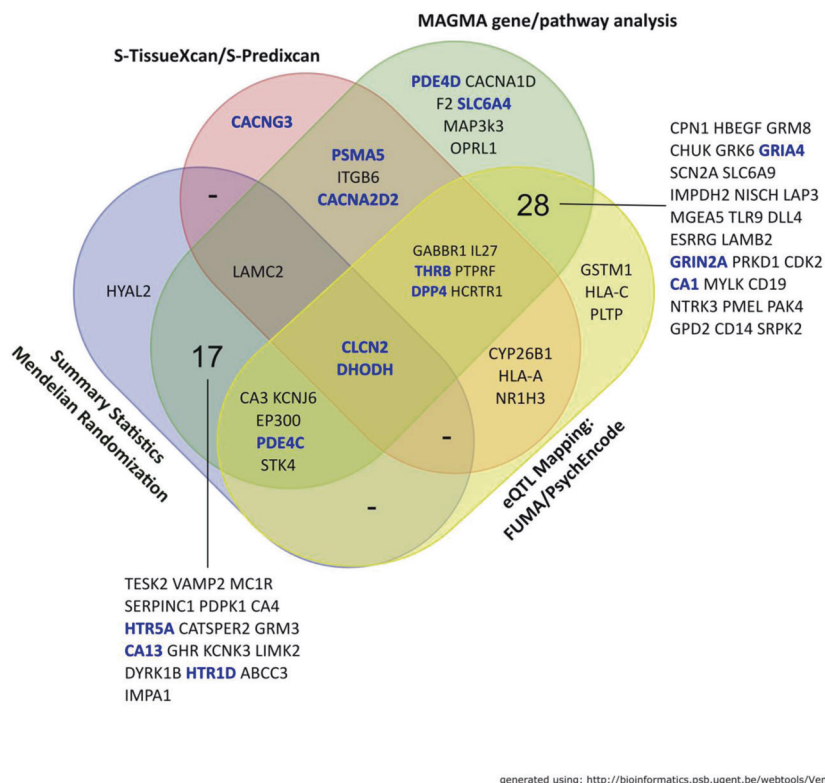 MAGMA gene/pathway analysis
S-TissueXcan/S-Predixcan
PDE4D CACNA1D
F2 SLC6A4
MAP3k3
OPRL1
CACNG3
PSMA5
ITGB6
CACNA2D2
-
28
CPN1 HBEGF GRM8
CHUK GRK6 GRIA4
SCN2A SLC6A9
IMPDH2 NISCH LAP3
MGEA5 TLR9 DLL4
ESRRG LAMB2
GRIN2A PRKD1 CDK2
CA1 MYLK CD19
NTRK3 PMEL PAK4
GPD2 CD14 SRPK2
HYAL2
LAMC2
GABBR1 IL27
THRB PTPRF
DPP4 HCRTR1
GSTM1
HLA-C
PLTP
17
CLCN2
DHODH
CYP26B1
HLA-A
NR1H3
CA3 KCNJ6
EP300
PDE4C
STK4
-
-
Summary Statistics
Mendelian Randomization
eQTL Mapping:
FUMA/PsychEncode
TESK2 VAMP2 MC1R
SERPINC1 PDPK1 CA4
HTR5A CATSPER2 GRM3
CA13 GHR KCNK3 LIMK2
DYRK1B HTR1D ABCC3
IMPA1
generated using: http://bioinformatics.psb.ugent.be/webtools/Ver